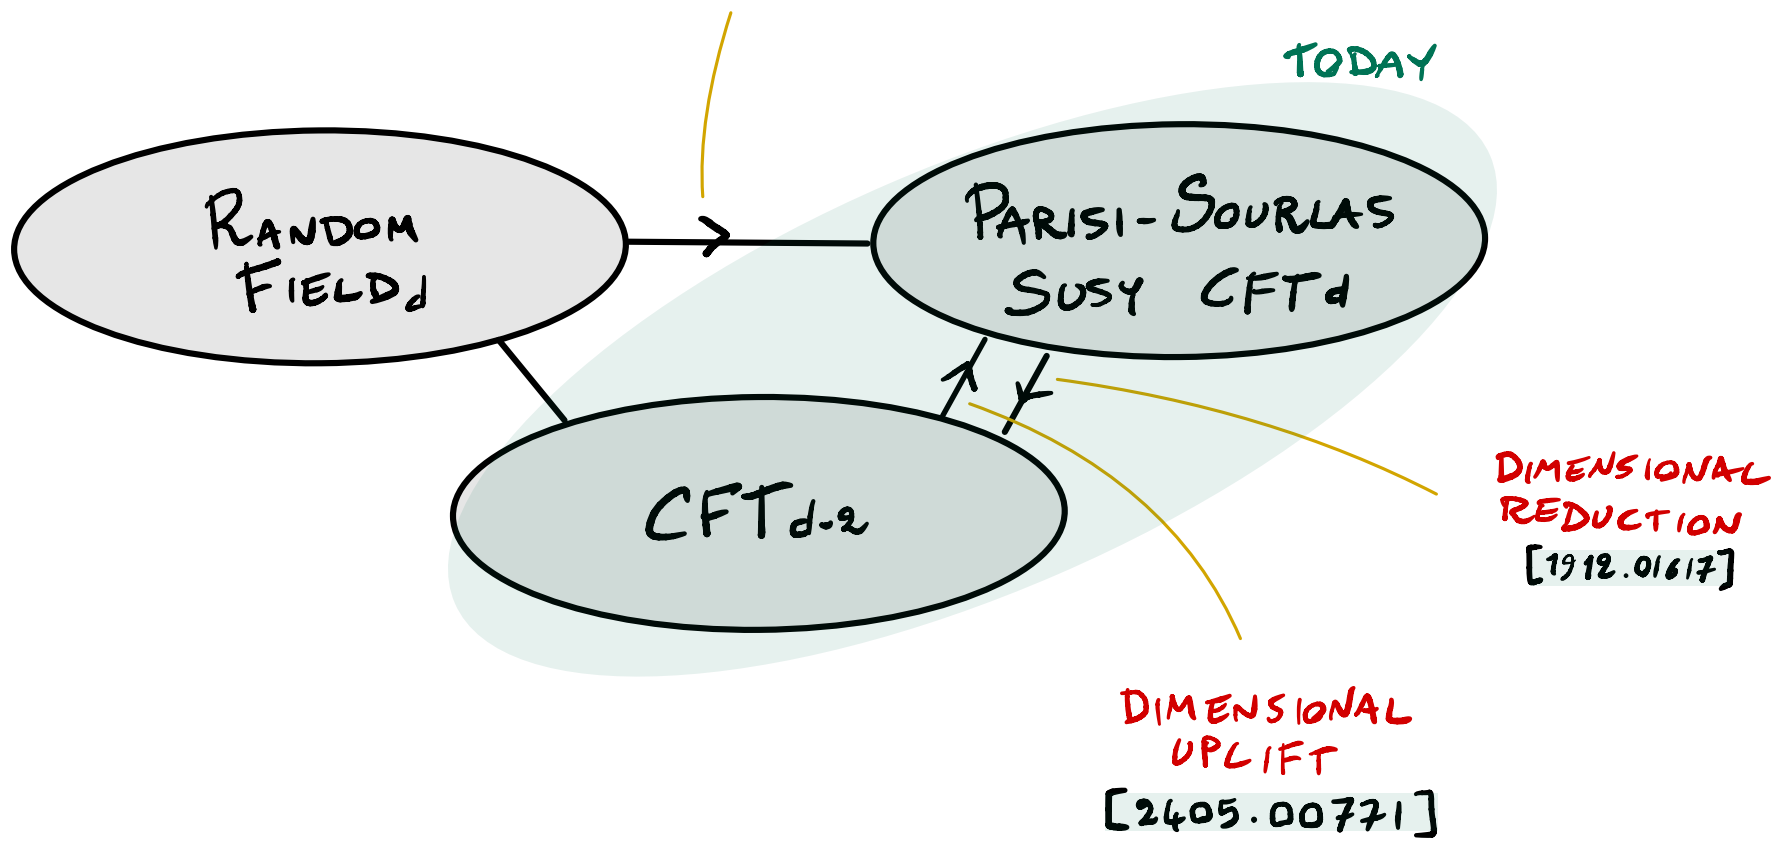 TODAY
RANDOM
FIELDd
PARISI-SOURLAS
SUSY CFTd
CFTd-2
DIMENSIONAL
REDUCTION
[1912.01617]
DIMENSIONAL
UPLIFT
[2405.00771]